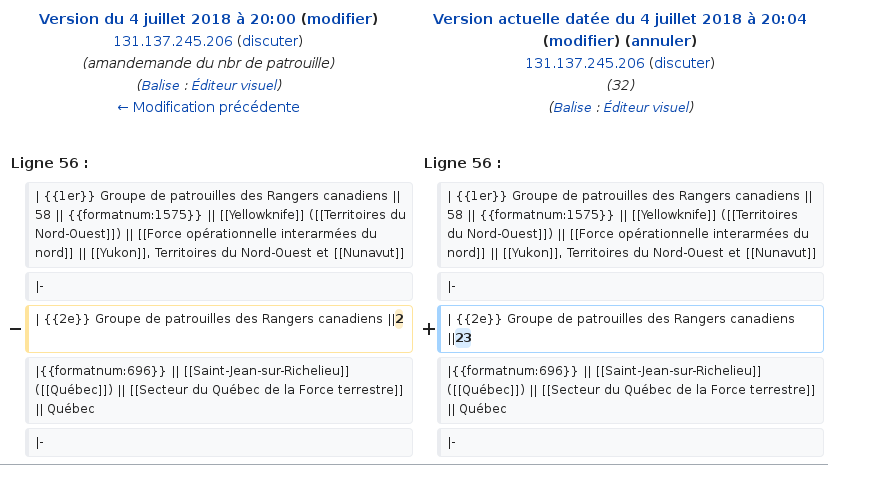 Version du 4 juillet 2018 à 20:00 (modifier)
131.137.245.206 (discuter)
(amandemande du nbr de patrouille)
(Balise : Éditeur visuel)
← Modification précédente
Version actuelle datée du 4 juillet 2018 à 20:04
(modifier) (annuler)
131.137.245.206 (discuter)
(32)
(Balise : Éditeur visuel)
Ligne 56 :
Ligne 56 :
| {{1er}} Groupe de patrouilles des Rangers canadiens ||
58 || {{formatnum:1575}} || [[Yellowknife]] ([[Territoires du
Nord-Ouest]]) || [[Force opérationnelle interarmées du
nord]] || [[Yukon]], Territoires du Nord-Ouest et [[Nunavut]]
| {{1er}} Groupe de patrouilles des Rangers canadiens ||
58 || {{formatnum:1575}} || [[Yellowknife]] ([[Territoires
du Nord-Ouest]]) || [[Force opérationnelle interarmées du
nord]] || [[Yukon]], Territoires du Nord-Ouest et [[Nunavut]]
|-
|-
− | {{2e}} Groupe de patrouilles des Rangers canadiens ||2
+ | {{2e}} Groupe de patrouilles des Rangers canadiens
||23
|{{formatnum:696}} || [[Saint-Jean-sur-Richelieu]]
([[Québec]]) || [[Secteur du Québec de la Force terrestre]]
|| Québec
|{{formatnum:696}} || [[Saint-Jean-sur-Richelieu]]
([[Québec]]) || [[Secteur du Québec de la Force terrestre]]
|| Québec
|-
|-